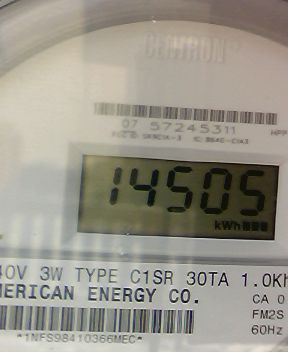 CENTRON
07 57245311
14505
kWh
40V 3W TYPE C1SR 30TA 1.0Kh
MERICAN ENERGY CO.
CA 0
FM2S
60Hz
*1NFS98410366MEC*